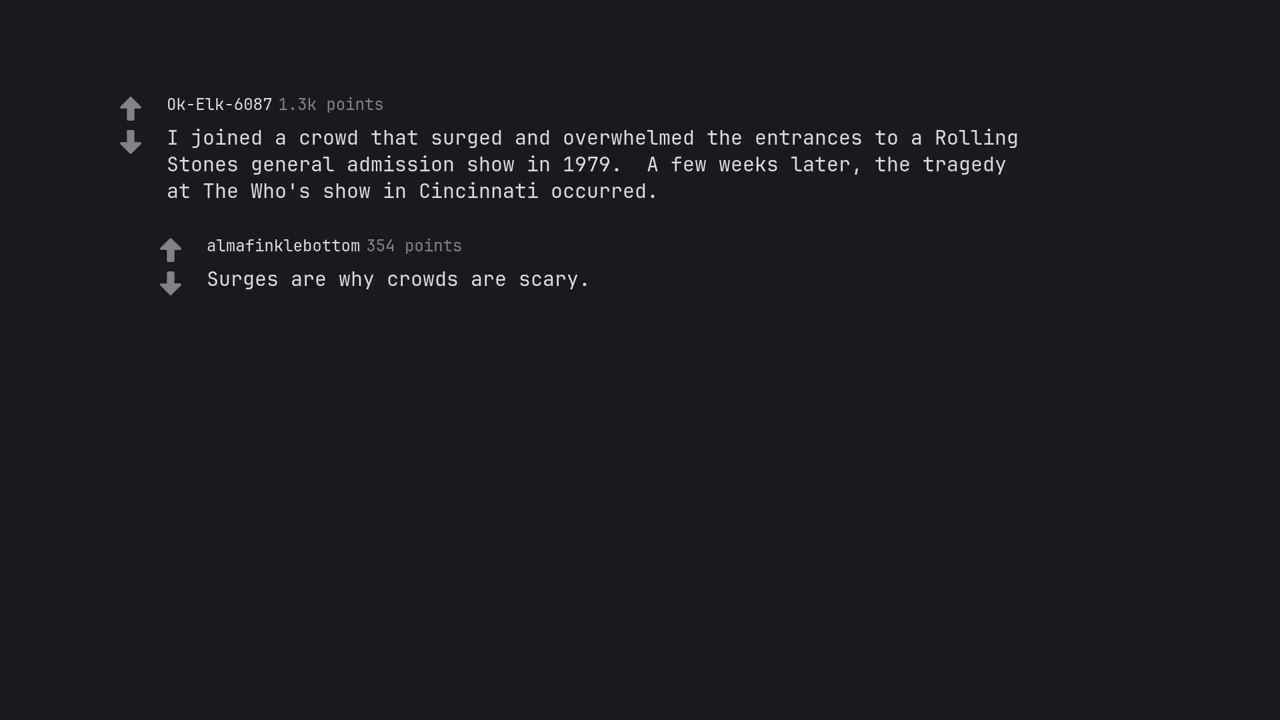 Ok-Elk-6087 1.3k points
I joined a crowd that surged and overwhelmed the entrances to a Rolling
Stones general admission show in 1979.  A few weeks later, the tragedy
at The Who's show in Cincinnati occurred.
almafinklebottom 354 points
Surges are why crowds are scary.